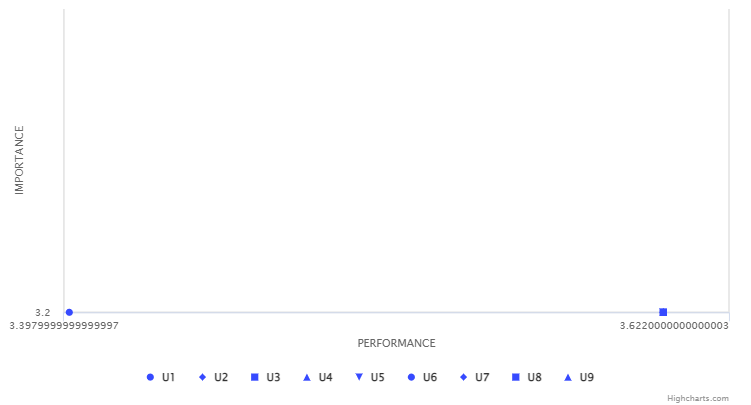 IMPORTANCE
3.2
3.3979999999999997 3.6220000000000003
PERFORMANCE
U1 U2 U3 U4 U5 U6 U7 U8 U9
Highcharts.com